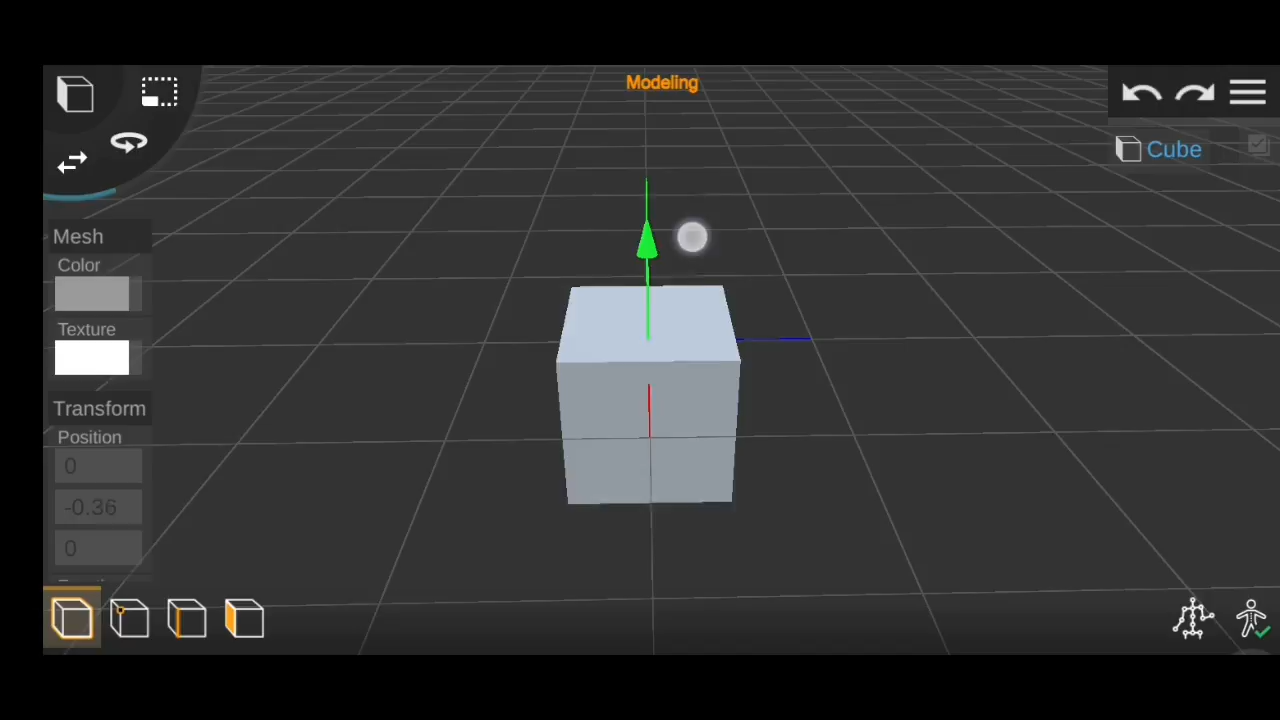 Modeling
Cube
Mesh
Color
Texture
Transform
Position
0
-0.36
0